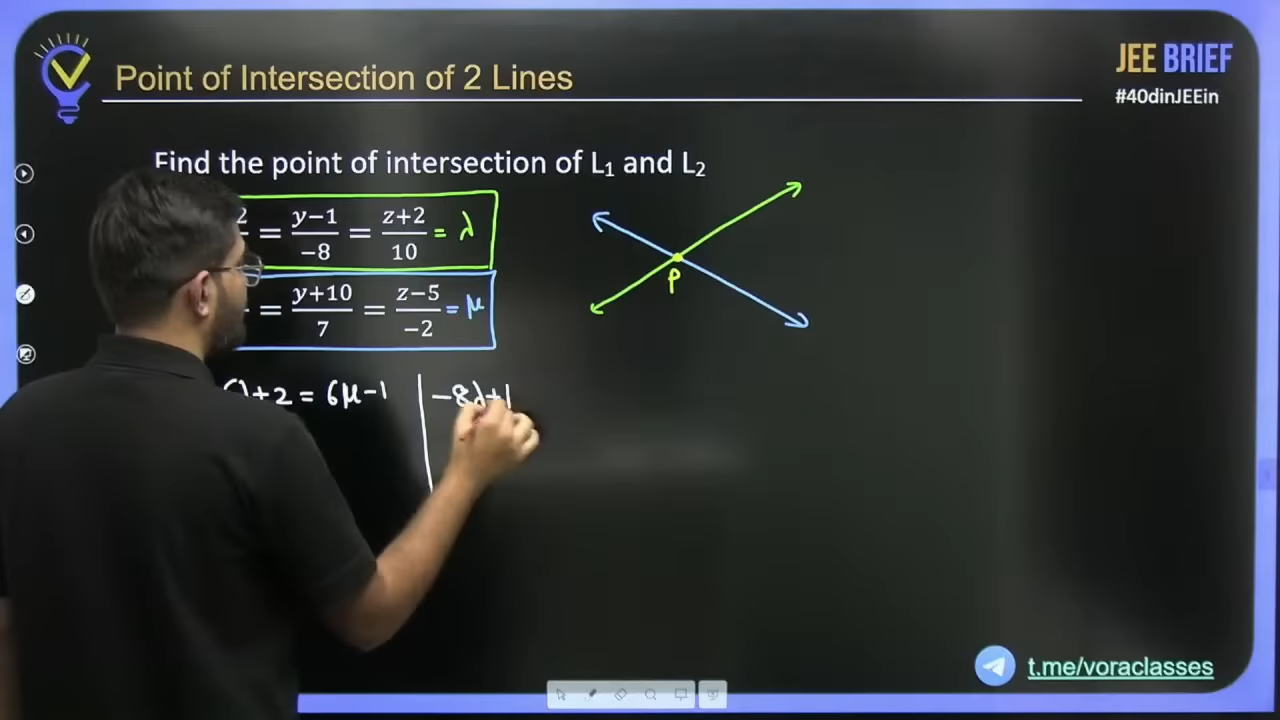 Point of Intersection of 2 Lines
JEE BRIEF
#40dinJEEin
Find the point of intersection of L₁ and L₂
2 = y−1/−8 = z+2/10 = λ
= y+10/7 = z−5/−2 = μ
P
λ+2 = 6μ−1 | −8λ+1
t.me/voraclasses